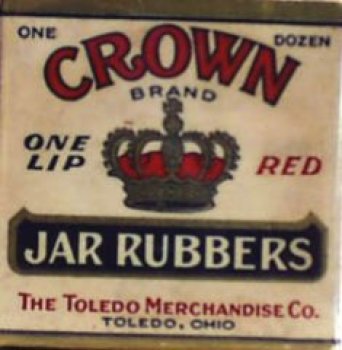 ONE DOZEN
CROWN
BRAND
ONE LIP RED
JAR RUBBERS
THE TOLEDO MERCHANDISE CO.
TOLEDO, OHIO